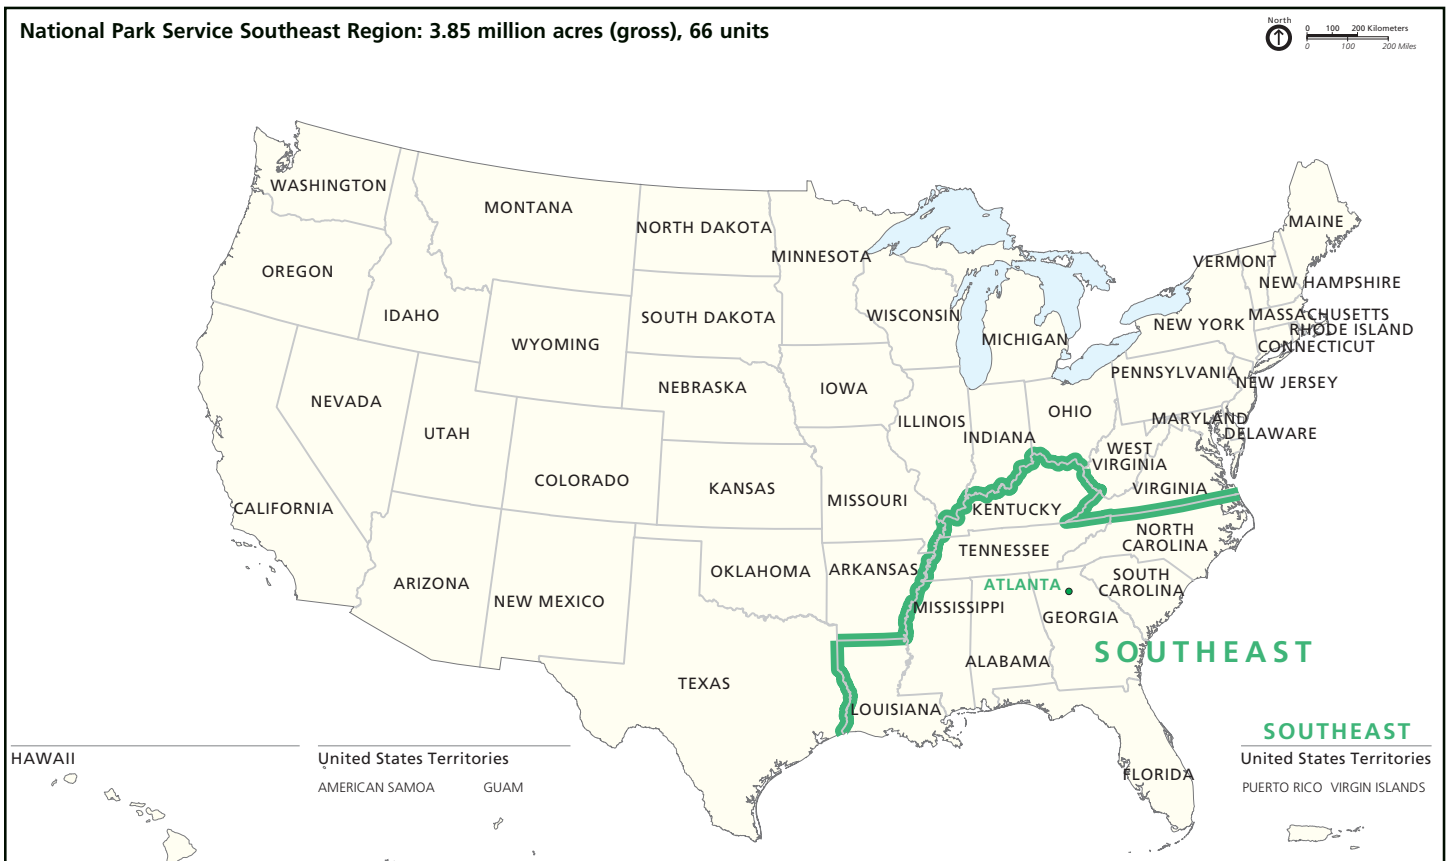 National Park Service Southeast Region: 3.85 million acres (gross), 66 units
North
0 100 200 Kilometers
0 100 200 Miles
WASHINGTON
MONTANA
NORTH DAKOTA
MINNESOTA
MAINE
VERMONT
NEW HAMPSHIRE
OREGON
IDAHO
WYOMING
SOUTH DAKOTA
WISCONSIN
MICHIGAN
NEW YORK
MASSACHUSETTS
RHODE ISLAND
CONNECTICUT
NEVADA
UTAH
NEBRASKA
IOWA
ILLINOIS
INDIANA
OHIO
PENNSYLVANIA
NEW JERSEY
MARYLAND
DELAWARE
WEST
VIRGINIA
VIRGINIA
CALIFORNIA
COLORADO
KANSAS
MISSOURI
KENTUCKY
NORTH
CAROLINA
TENNESSEE
ARIZONA
NEW MEXICO
OKLAHOMA
ARKANSAS
ATLANTA
SOUTH
CAROLINA
MISSISSIPPI
GEORGIA
SOUTHEAST
ALABAMA
TEXAS
LOUISIANA
FLORIDA
HAWAII
United States Territories
AMERICAN SAMOA GUAM
SOUTHEAST
United States Territories
PUERTO RICO VIRGIN ISLANDS